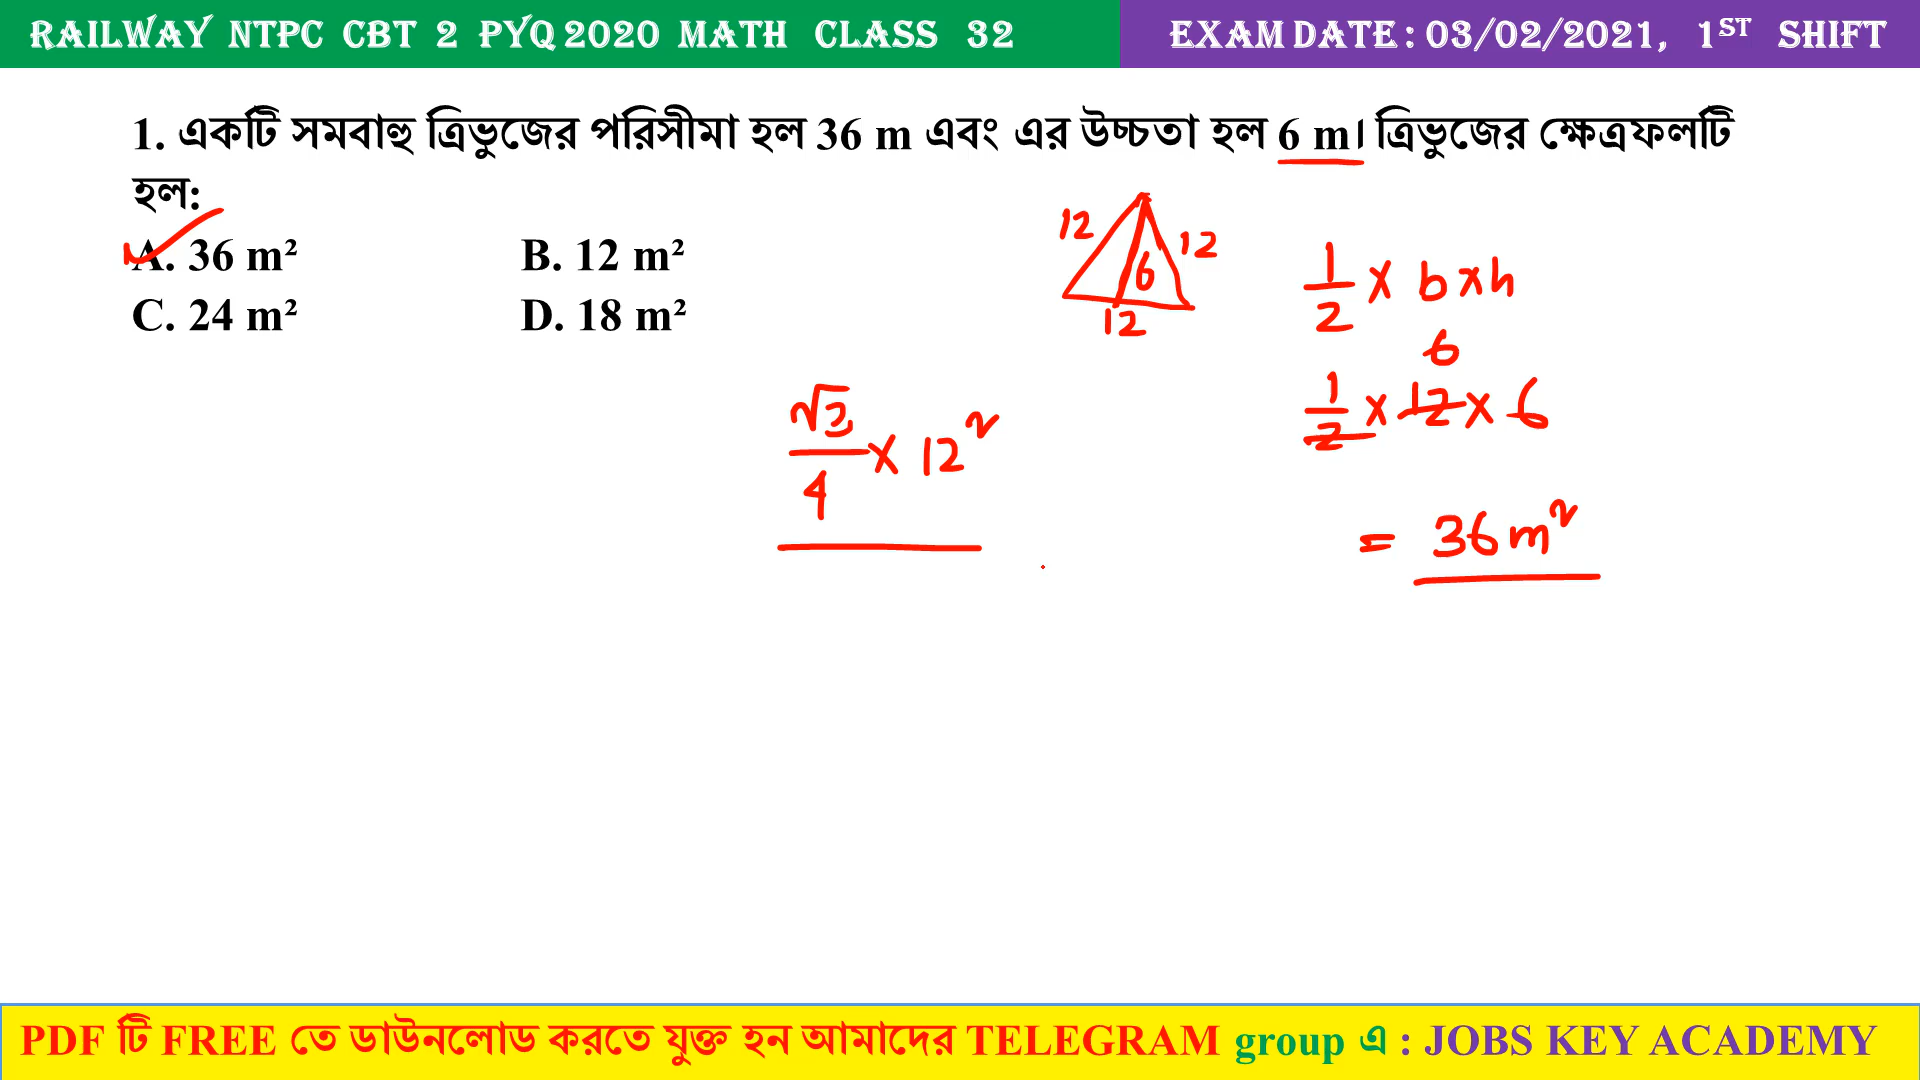 RAILWAY NTPC CBT 2 PYQ 2020 MATH CLASS 32
EXAM DATE : 03/02/2021, 1ST SHIFT
1. একটি সমবাহু ত্রিভুজের পরিসীমা হল 36 m এবং এর উচ্চতা হল 6 m। ত্রিভুজের ক্ষেত্রফলটি
হল:
A. 36 m²
B. 12 m²
C. 24 m²
D. 18 m²
12
12
6
12
1/2 × b × h
6
1/2 × 12 × 6
= 36 m²
√3/4 × 12²
PDF টি FREE তে ডাউনলোড করতে যুক্ত হন আমাদের TELEGRAM group এ : JOBS KEY ACADEMY